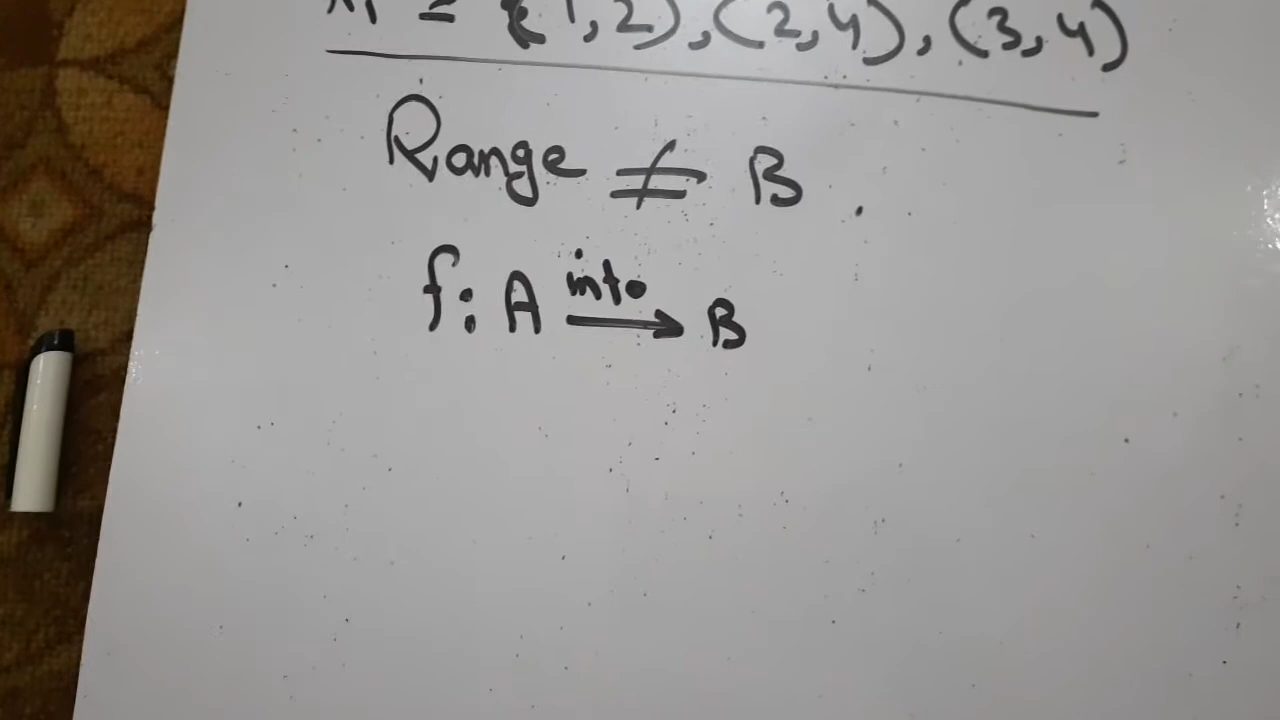 = {(1,2),(2,4),(3,4)
Range ≠ B
f: A into → B